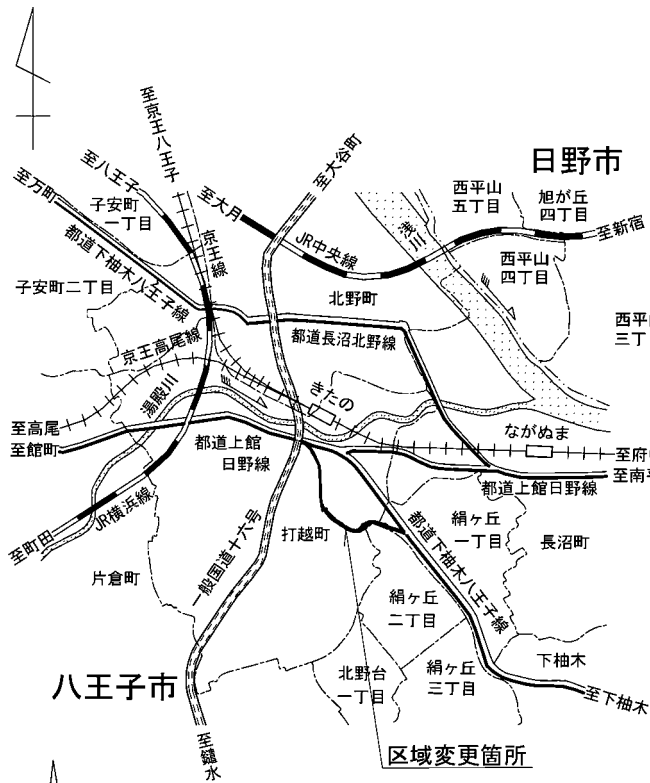 至京王八王子
至大谷町
日野市
至八王子
西平山
五丁目
旭が丘
四丁目
至万町
子安町
一丁目
至大月
浅川
至新宿
京王線
JR中央線
西平山
四丁目
都道下柚木八王子線
子安町二丁目
北野町
西平
三丁
都道長沼北野線
京王高尾線
湯殿川
きたの
至高尾
至館町
都道上館
日野線
ながぬま
至府中
都道上館日野線
至南平
JR横浜線
至町田
一般国道十六号
打越町
都道下柚木八王子線
絹ヶ丘
一丁目
長沼町
片倉町
絹ヶ丘
二丁目
下柚木
八王子市
北野台
一丁目
絹ヶ丘
三丁目
至下柚木
至鑓水
区域変更箇所